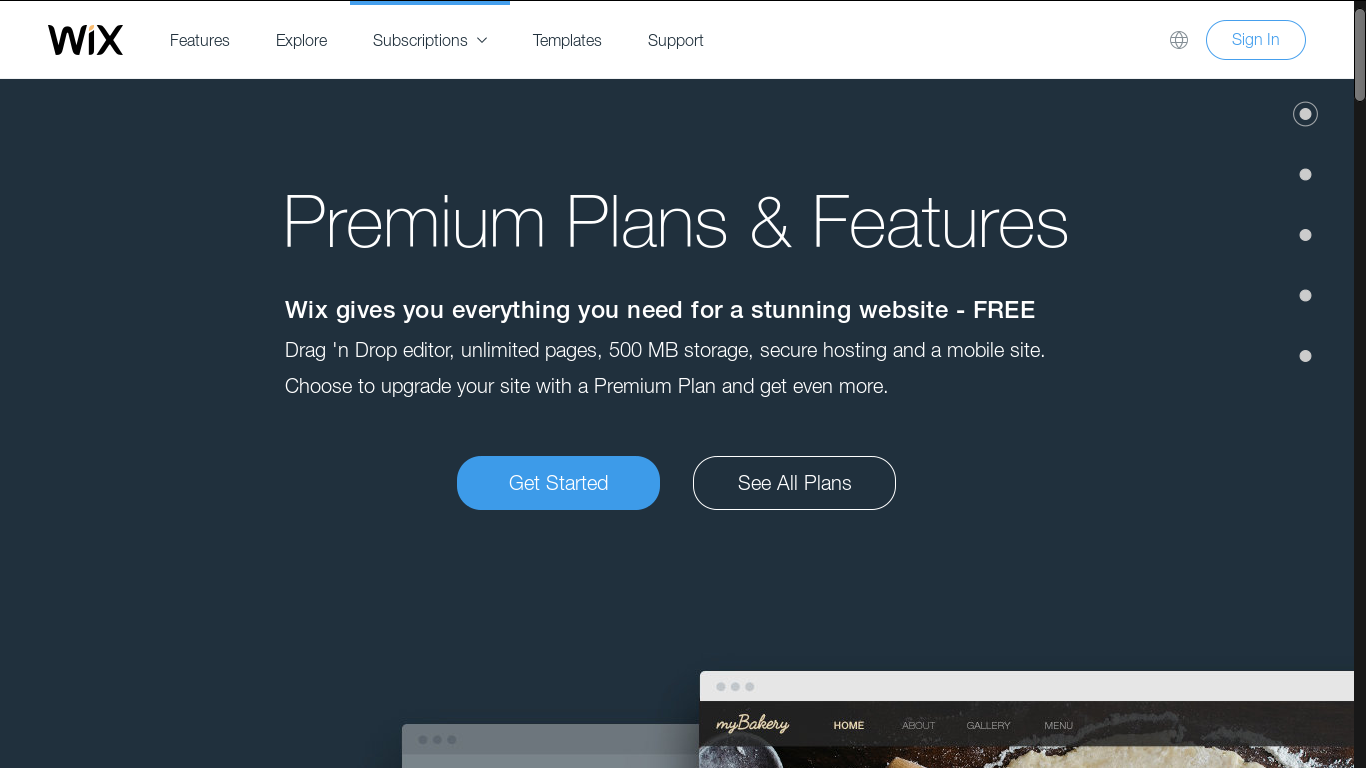 WiX
Features
Explore
Subscriptions
Templates
Support
Sign In
Premium Plans & Features
Wix gives you everything you need for a stunning website - FREE
Drag 'n Drop editor, unlimited pages, 500 MB storage, secure hosting and a mobile site.
Choose to upgrade your site with a Premium Plan and get even more.
Get Started
See All Plans
myBakery
HOME
ABOUT
GALLERY
MENU